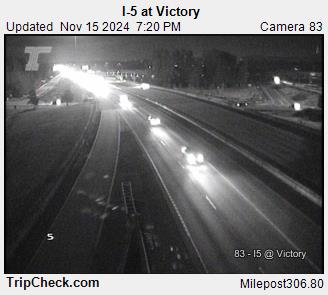 I-5 at Victory
Updated Nov 15 2024 7:20 PM Camera 83
T
5
83 - I5 @ Victory
TripCheck.com Milepost306.80